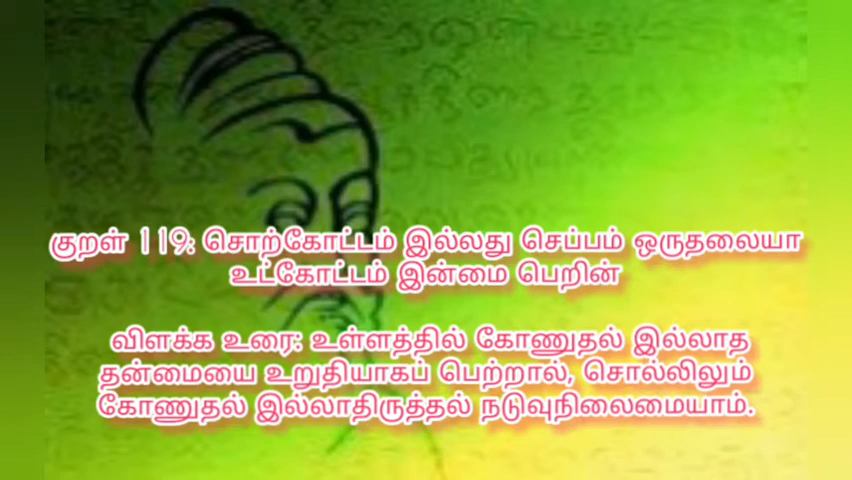 குறள் 119: சொற்கோட்டம் இல்லது செப்பம் ஒருதலையா
உட்கோட்டம் இன்மை பெறின்
விளக்க உரை: உள்ளத்தில் கோணுதல் இல்லாத
தன்மையை உறுதியாகப் பெற்றால், சொல்லிலும்
கோணுதல் இல்லாதிருத்தல் நடுவுநிலைமையாம்.